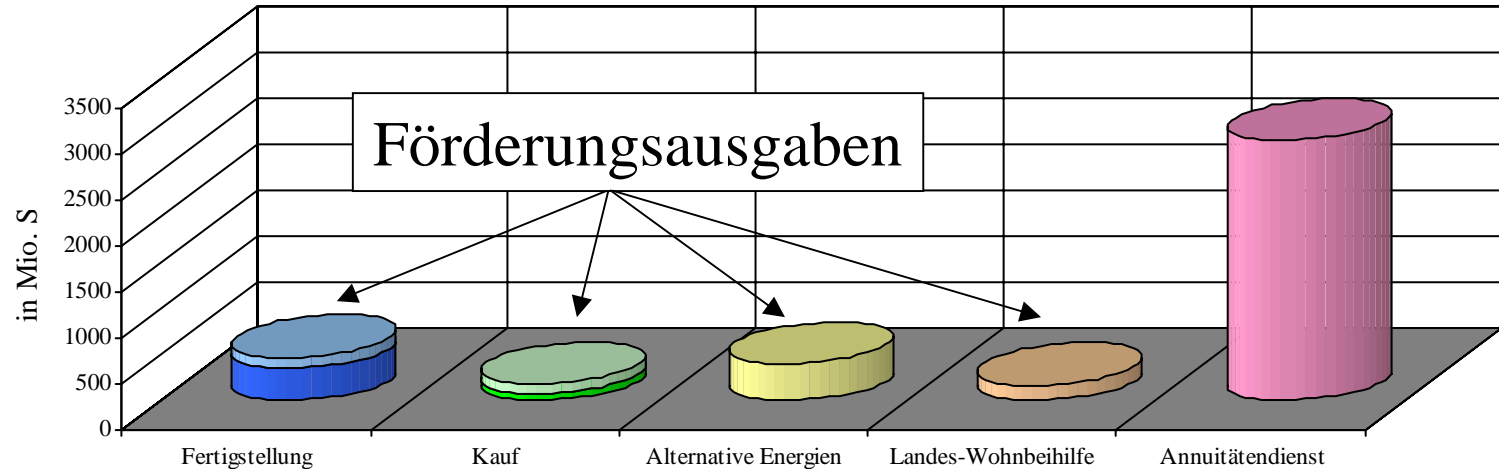 Förderungsausgaben
in Mio. S
3500
3000
2500
2000
1500
1000
500
0
Fertigstellung Kauf Alternative Energien Landes-Wohnbeihilfe Annuitätendienst